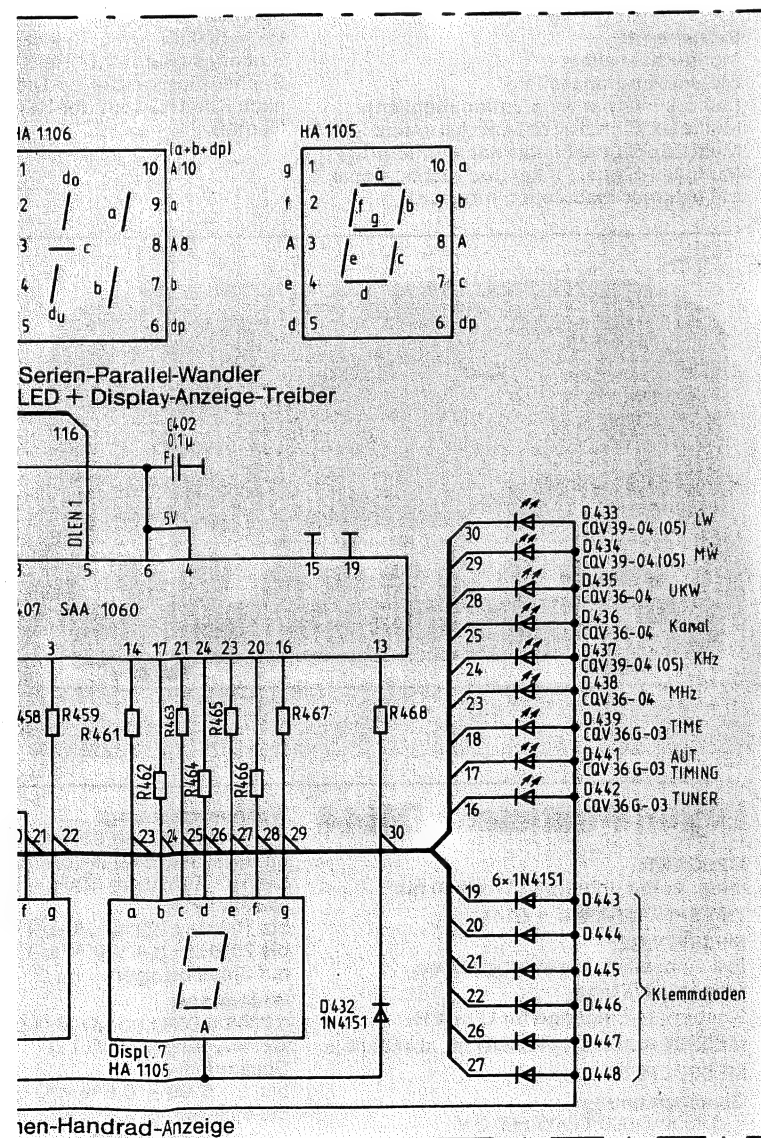 HA 1106
(a+b+dp)
1 10 A 10
2 9 a
3 8 A8
4 7 b
5 6 dp
do
a
c
b
du
HA 1105
g 1 10 a
f 2 9 b
A 3 8 A
e 4 7 c
d 5 6 dp
a
f b
g
e c
d
Serien-Parallel-Wandler
LED + Display-Anzeige-Treiber
116
C402
0,1µ
F
DLEN 1
5V
5 6 4 15 19
407 SAA 1060
3 14 17 21 24 23 20 16 13
458 R459
R461
R462
R463
R464
R465
R466
R467
R468
21 22 23 24 25 26 27 28 29 30
f g
a b c d e f g
A
Displ.7
HA 1105
D432
1N4151
30 D433 LW
CQV 39-04 (05)
29 D434 MW
CQV 39-04 (05)
28 D435 UKW
CQV 36-04
25 D436 Kanal
CQV 36-04
24 D437 KHz
CQV 39-04 (05)
23 D438 MHz
CQV 36-04
18 D439 TIME
CQV 36 G-03
17 D441 AUT
CQV 36 G-03 TIMING
16 D442
CQV 36 G-03 TUNER
19 6×1N4151 D443
20 D444
21 D445
22 D446
Klemmdioden
26 D447
27 D448
nen-Handrad-Anzeige